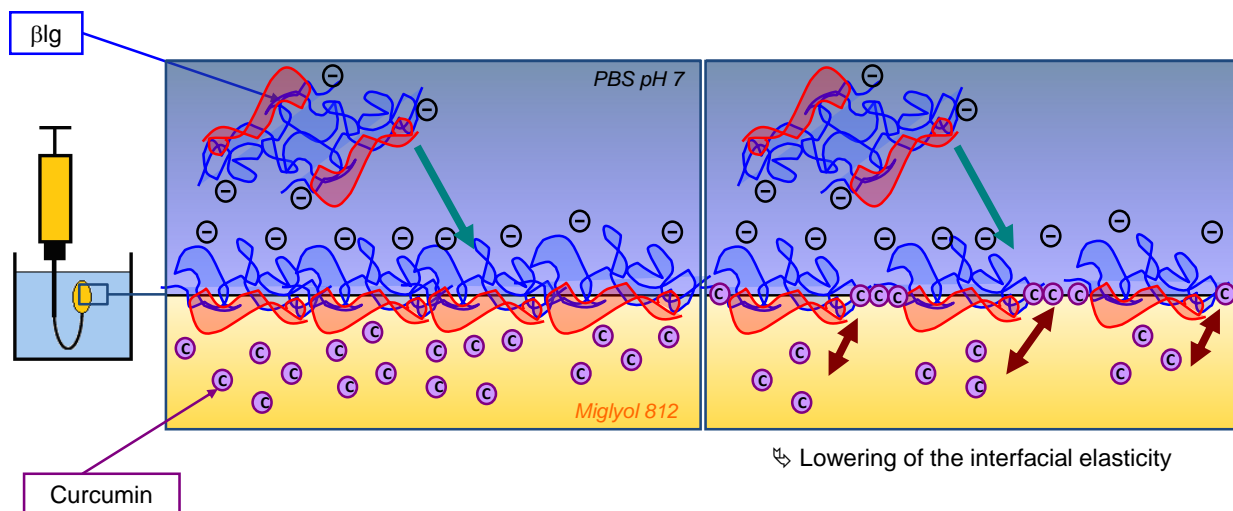 βlg
PBS pH 7
Miglyol 812
Curcumin
Lowering of the interfacial elasticity
C C C C C C C C C C C C C C C C
C C C C C C C C
C C C C C C